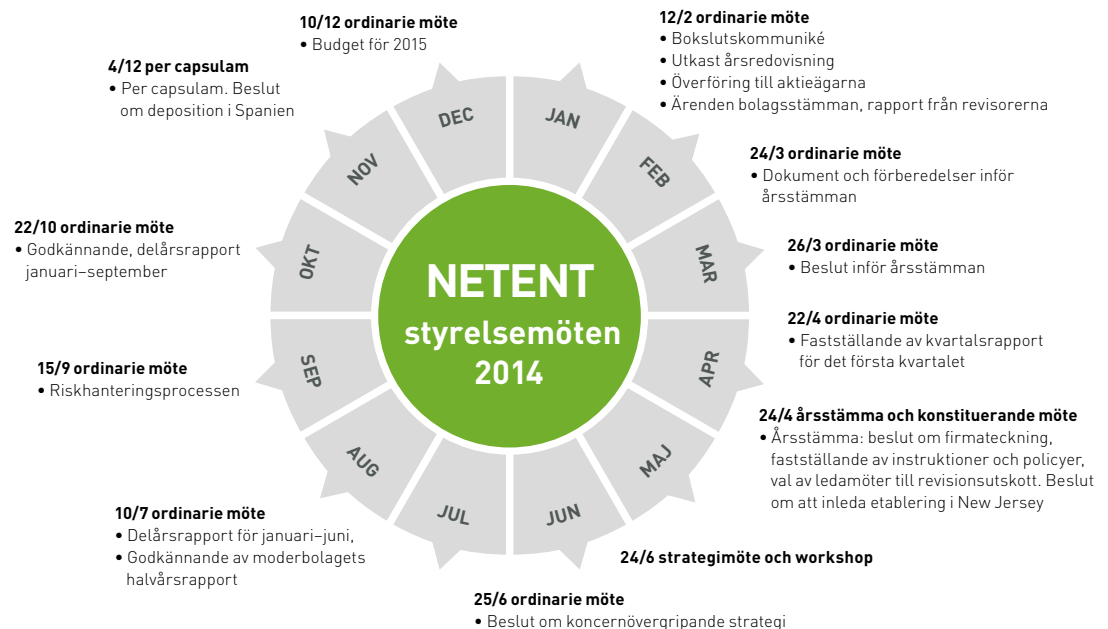 NETENT
styrelsemöten
2014
JAN
FEB
MAR
APR
MAJ
JUN
JUL
AUG
SEP
OKT
NOV
DEC
12/2 ordinarie möte
• Bokslutskommuniké
• Utkast årsredovisning
• Överföring till aktieägarna
• Ärenden bolagsstämman, rapport från revisorerna
24/3 ordinarie möte
• Dokument och förberedelser inför
årsstämman
26/3 ordinarie möte
• Beslut inför årsstämman
22/4 ordinarie möte
• Fastställande av kvartalsrapport
för det första kvartalet
24/4 årsstämma och konstituerande möte
• Årsstämma: beslut om firmateckning,
fastställande av instruktioner och policyer,
val av ledamöter till revisionsutskott. Beslut
om att inleda etablering i New Jersey
24/6 strategimöte och workshop
25/6 ordinarie möte
• Beslut om koncernövergripande strategi
10/7 ordinarie möte
• Delårsrapport för januari–juni,
• Godkännande av moderbolagets
halvårsrapport
15/9 ordinarie möte
• Riskhanteringsprocessen
22/10 ordinarie möte
• Godkännande, delårsrapport
januari–september
4/12 per capsulam
• Per capsulam. Beslut
om deposition i Spanien
10/12 ordinarie möte
• Budget för 2015